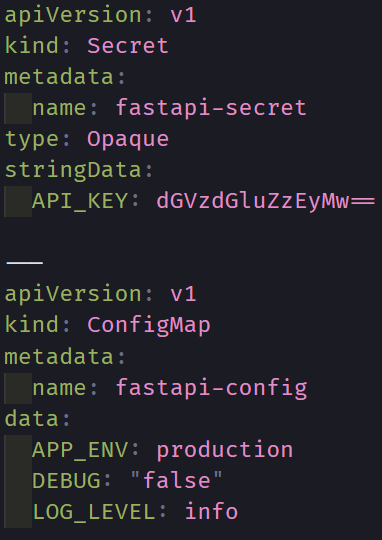 apiVersion: v1
kind: Secret
metadata:
  name: fastapi-secret
type: Opaque
stringData:
  API_KEY: dGVzdGluZzEyMw==
---
apiVersion: v1
kind: ConfigMap
metadata:
  name: fastapi-config
data:
  APP_ENV: production
  DEBUG: "false"
  LOG_LEVEL: info